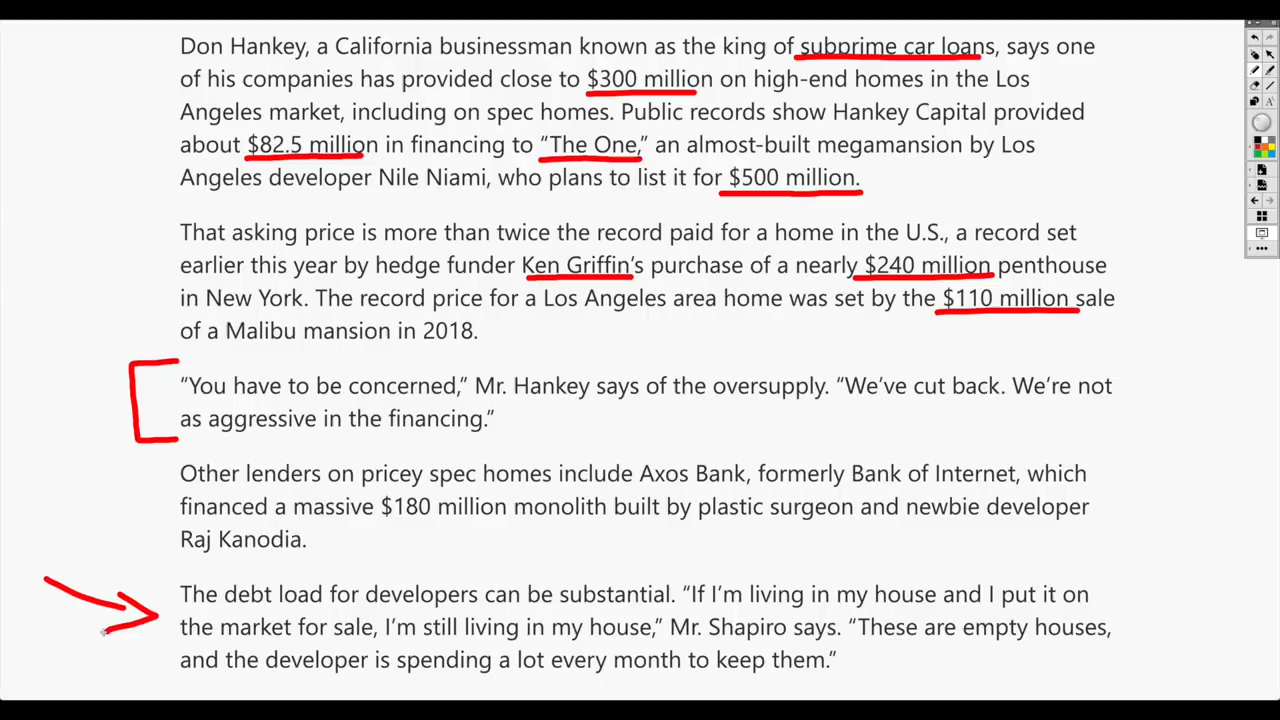 Don Hankey, a California businessman known as the king of subprime car loans, says one
of his companies has provided close to $300 million on high-end homes in the Los
Angeles market, including on spec homes. Public records show Hankey Capital provided
about $82.5 million in financing to “The One,” an almost-built megamansion by Los
Angeles developer Nile Niami, who plans to list it for $500 million.
That asking price is more than twice the record paid for a home in the U.S., a record set
earlier this year by hedge funder Ken Griffin’s purchase of a nearly $240 million penthouse
in New York. The record price for a Los Angeles area home was set by the $110 million sale
of a Malibu mansion in 2018.
“You have to be concerned,” Mr. Hankey says of the oversupply. “We’ve cut back. We’re not
as aggressive in the financing.”
Other lenders on pricey spec homes include Axos Bank, formerly Bank of Internet, which
financed a massive $180 million monolith built by plastic surgeon and newbie developer
Raj Kanodia.
The debt load for developers can be substantial. “If I’m living in my house and I put it on
the market for sale, I’m still living in my house,” Mr. Shapiro says. “These are empty houses,
and the developer is spending a lot every month to keep them.”